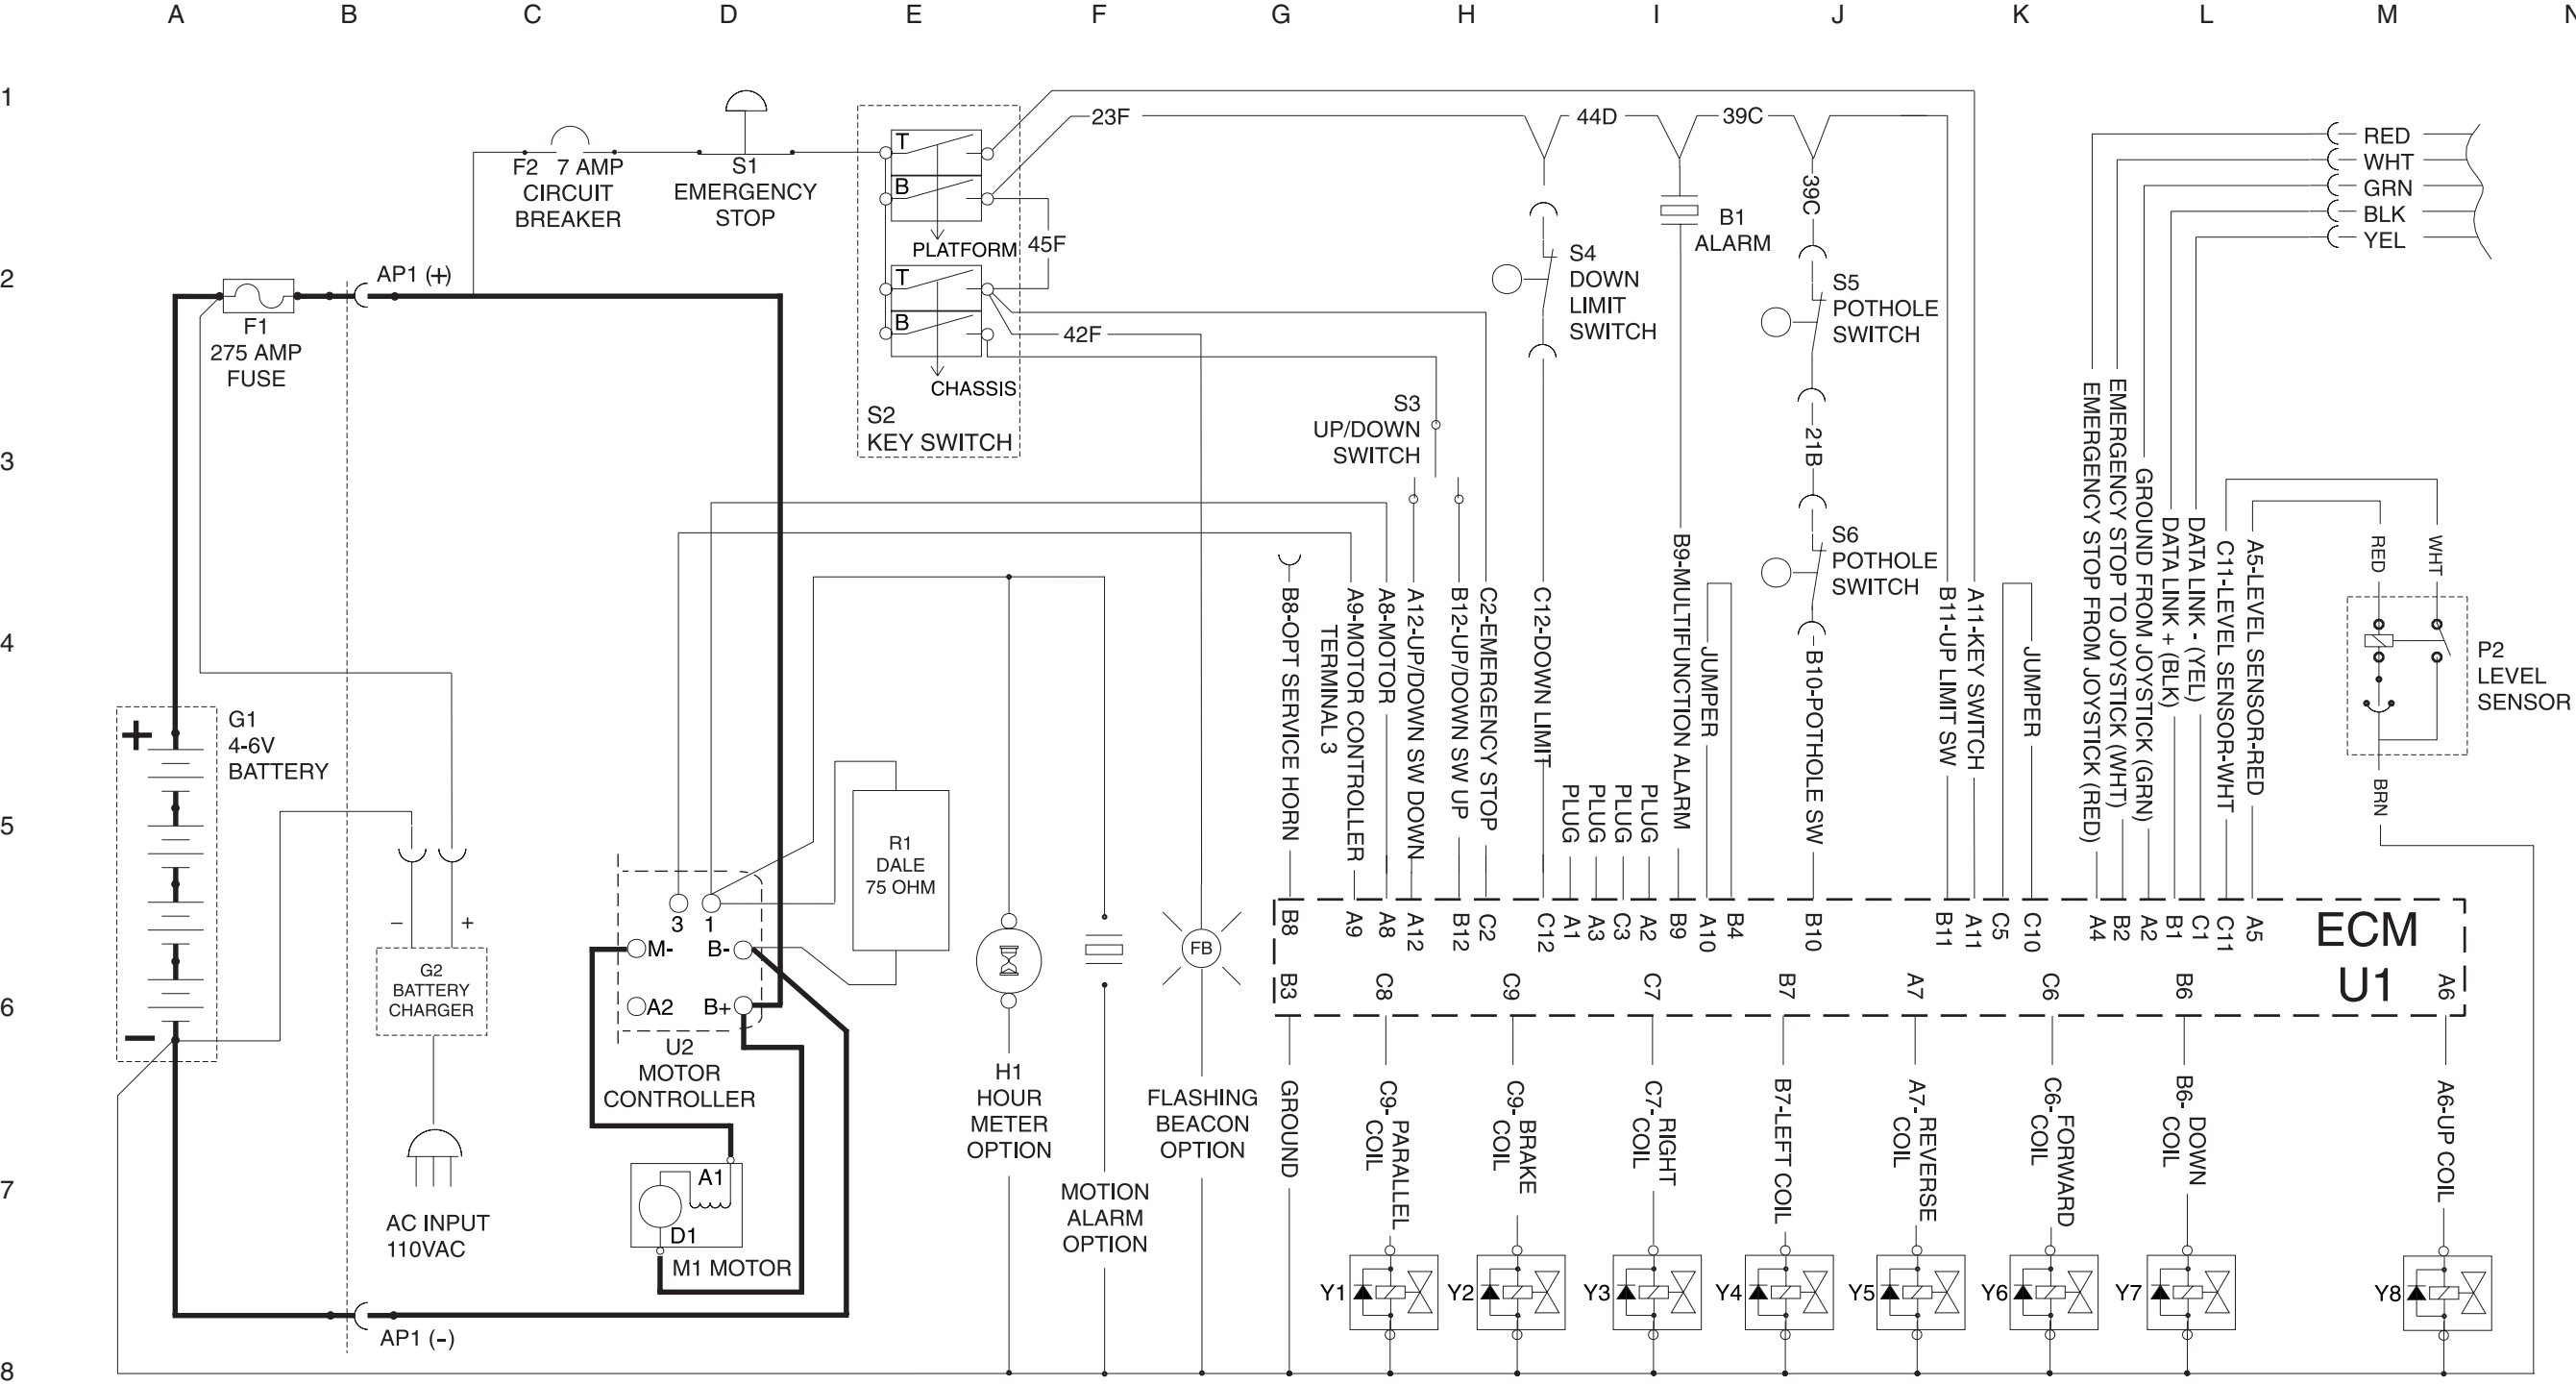 A B C D E F G H I J K L M N
1
2
3
4
5
6
7
8
F2 7 AMP
CIRCUIT
BREAKER
S1
EMERGENCY
STOP
T
B
PLATFORM
T
B
CHASSIS
S2
KEY SWITCH
45F
23F
44D
39C
42F
39C
RED
WHT
GRN
BLK
YEL
AP1 (+)
F1
275 AMP
FUSE
B1
ALARM
S4
DOWN
LIMIT
SWITCH
S5
POTHOLE
SWITCH
21B
S6
POTHOLE
SWITCH
S3
UP/DOWN
SWITCH
G1
4-6V
BATTERY
+
−
B8-OPT SERVICE HORN
A9-MOTOR CONTROLLER
TERMINAL 3
A8-MOTOR
A12-UP/DOWN SW DOWN
B12-UP/DOWN SW UP
C2-EMERGENCY STOP
C12-DOWN LIMIT
PLUG
PLUG
PLUG
PLUG
B9-MULTIFUNCTION ALARM
JUMPER
B10-POTHOLE SW
B11-UP LIMIT SW
A11-KEY SWITCH
JUMPER
EMERGENCY STOP FROM JOYSTICK (RED)
EMERGENCY STOP TO JOYSTICK (WHT)
GROUND FROM JOYSTICK (GRN)
DATA LINK + (BLK)
DATA LINK - (YEL)
C11-LEVEL SENSOR-WHT
A5-LEVEL SENSOR-RED
RED
WHT
P2
LEVEL
SENSOR
BRN
− +
G2
BATTERY
CHARGER
AC INPUT
110VAC
R1
DALE
75 OHM
3 1
M- B-
A2 B+
U2
MOTOR
CONTROLLER
A1
D1
M1 MOTOR
H1
HOUR
METER
OPTION
MOTION
ALARM
OPTION
FB
FLASHING
BEACON
OPTION
B8 A9 A8 A12 B12 C2 C12 A1 A3 C3 A2 B9 A10 B4 B10 B11 A11 C5 C10 A4 B2 A2 B1 C1 C11 A5
ECM
U1
B3 C8 C9 C7 B7 A7 C6 B6 A6
GROUND
C9-PARALLEL
COIL
C9-BRAKE
COIL
C7-RIGHT
COIL
B7-LEFT COIL
A7-REVERSE
COIL
C6-FORWARD
COIL
B6-DOWN
COIL
A6-UP COIL
Y1 Y2 Y3 Y4 Y5 Y6 Y7 Y8
AP1 (-)